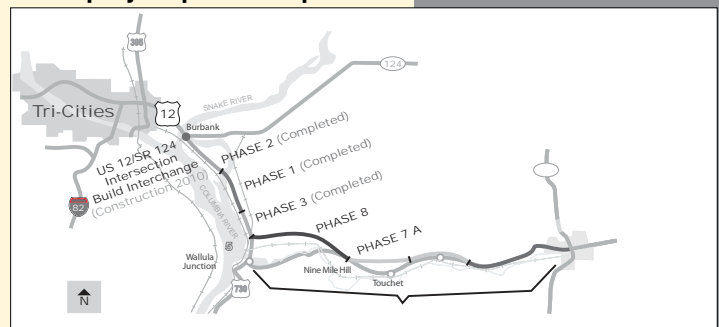 395
124
SNAKE RIVER
Tri-Cities
12
Burbank
PHASE 2 (Completed)
US 12/SR 124
Intersection
Build Interchange
(Construction 2010)
PHASE 1 (Completed)
PHASE 3 (Completed)
82
COLUMBIA RIVER
PHASE 8
PHASE 7 A
Wallula
Junction
Nine Mile Hill
Touchet
730
N